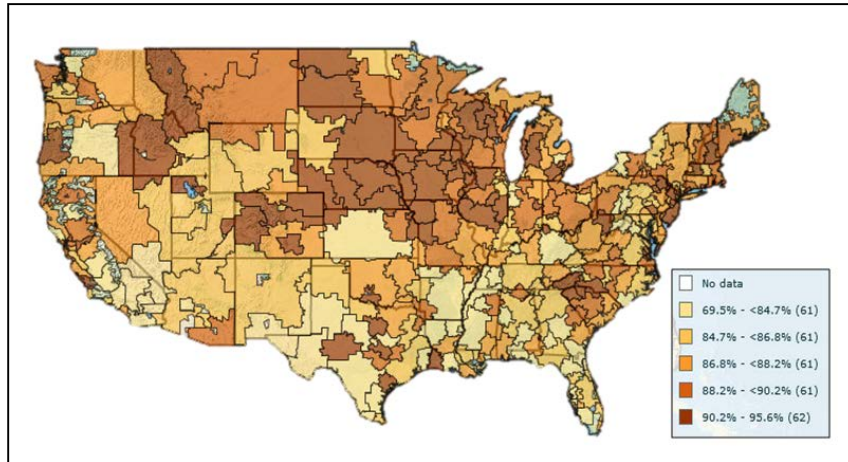 No data
69.5% - <84.7% (61)
84.7% - <86.8% (61)
86.8% - <88.2% (61)
88.2% - <90.2% (61)
90.2% - 95.6% (62)